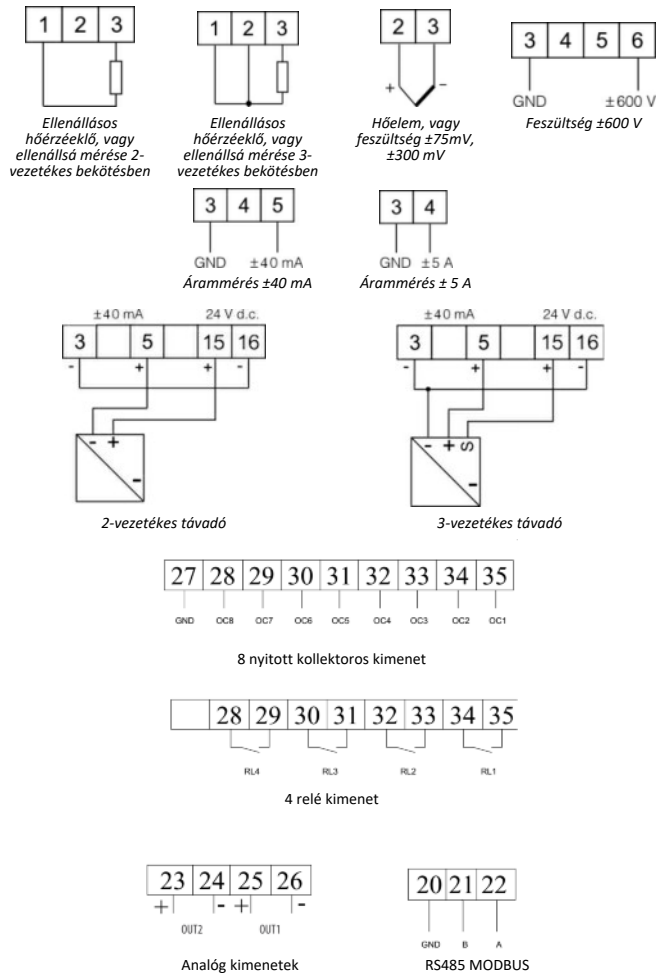 1 2 3
1 2 3
2 3
3 4 5 6
+ -
GND ±600 V
Ellenállásos
hőérzéeklő, vagy
ellenállsá mérése 2-
vezetékes bekötésben
Ellenállásos
hőérzéeklő, vagy
ellenállsá mérése 3-
vezetékes bekötésben
Hőelem, vagy
feszültség ±75mV,
±300 mV
Feszültség ±600 V
3 4 5
3 4
GND ±40 mA
GND ±5 A
Árammérés ±40 mA
Árammérés ± 5 A
±40 mA 24 V d.c.
3 5 15 16
- + + -
- +
-
2-vezetékes távadó
±40 mA 24 V d.c.
3 5 15 16
- + + -
- + S
-
3-vezetékes távadó
27 28 29 30 31 32 33 34 35
GND OC8 OC7 OC6 OC5 OC4 OC3 OC2 OC1
8 nyitott kollektoros kimenet
28 29 30 31 32 33 34 35
RL4 RL3 RL2 RL1
4 relé kimenet
23 24 25 26
+ - + -
OUT2 OUT1
Analóg kimenetek
20 21 22
GND B A
RS485 MODBUS